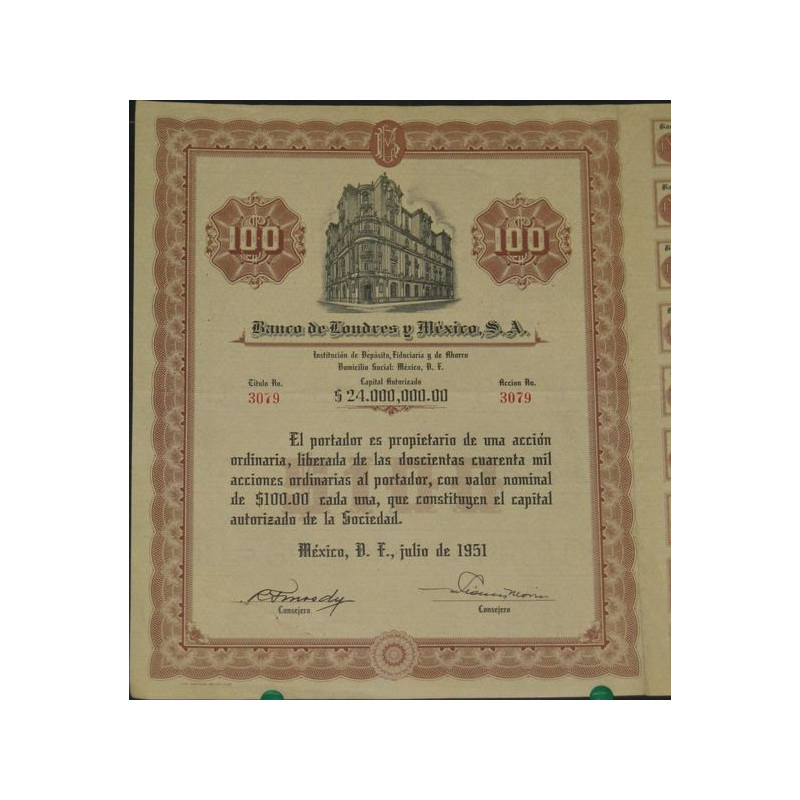 100
100
Banco de Londres y México, S. A.
Institución de Depósito, Fiduciaria y de Ahorro
Domicilio Social: México, D. F.
Título No.
Capital Autorizado
Accion No.
3079
$ 24.000,000.00
3079
El portador es propietario de una acción
ordinaria, liberada de las doscientas cuarenta mil
acciones ordinarias al portador, con valor nominal
de $100.00 cada una, que constituyen el capital
autorizado de la Sociedad.
México, D. F., julio de 1951
Consejero
Consejero